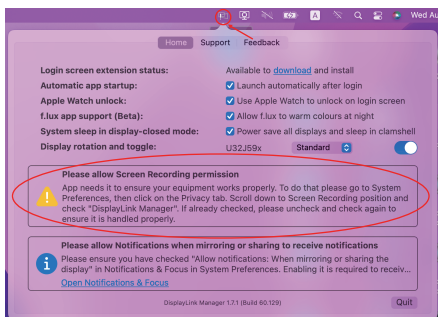 A
Wed Au
Home Support Feedback
Login screen extension status: Available to download and install
Automatic app startup: Launch automatically after login
Apple Watch unlock: Use Apple Watch to unlock on login screen
f.lux app support (Beta): Allow f.lux to warm colours at night
System sleep in display-closed mode: Power save all displays and sleep in clamshell
Display rotation and toggle: U32J59x Standard
Please allow Screen Recording permission
App needs it to ensure your equipment works properly. To do that please go to System
Preferences, then click on the Privacy tab. Scroll down to Screen Recording position and
check "DisplayLink Manager". If already checked, please uncheck and check again to
ensure it is handled properly.
Please allow Notifications when mirroring or sharing to receive notifications
Please ensure you have checked "Allow notifications: When mirroring or sharing the
display" in Notifications & Focus in System Preferences. Enabling it is required to receiv...
Open Notifications & Focus
DisplayLink Manager 1.7.1 (Build 60.129) Quit